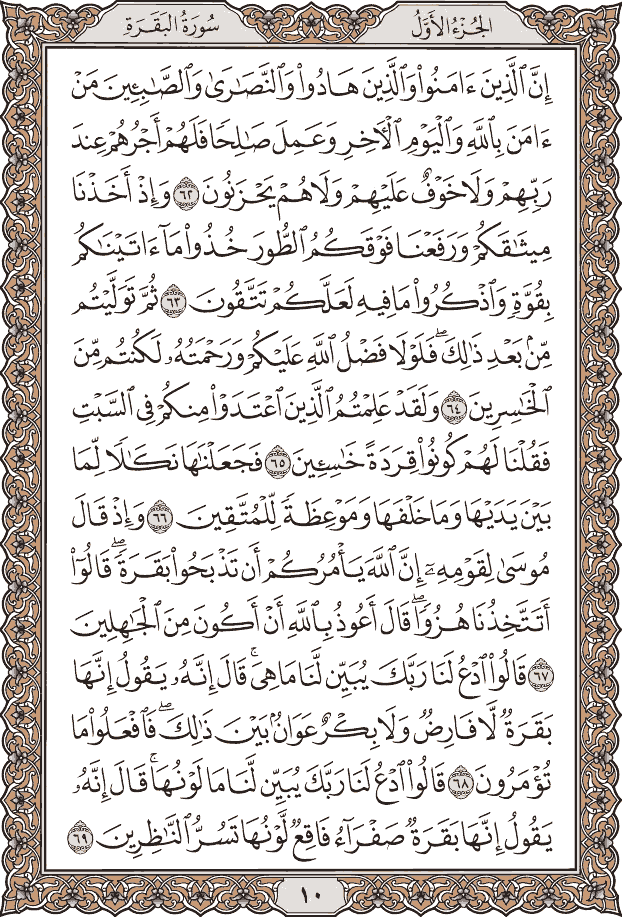 الجزء الأول
سورة البقرة
إِنَّ ٱلَّذِينَ ءَامَنُوا۟ وَٱلَّذِينَ هَادُوا۟ وَٱلنَّصَٰرَىٰ وَٱلصَّٰبِـِٔينَ مَنْ
ءَامَنَ بِٱللَّهِ وَٱلْيَوْمِ ٱلْءَاخِرِ وَعَمِلَ صَٰلِحًا فَلَهُمْ أَجْرُهُمْ عِندَ
رَبِّهِمْ وَلَا خَوْفٌ عَلَيْهِمْ وَلَا هُمْ يَحْزَنُونَ ٦٢ وَإِذْ أَخَذْنَا
مِيثَٰقَكُمْ وَرَفَعْنَا فَوْقَكُمُ ٱلطُّورَ خُذُوا۟ مَآ ءَاتَيْنَٰكُم
بِقُوَّةٍ وَٱذْكُرُوا۟ مَا فِيهِ لَعَلَّكُمْ تَتَّقُونَ ٦٣ ثُمَّ تَوَلَّيْتُم
مِّنۢ بَعْدِ ذَٰلِكَ ۖ فَلَوْلَا فَضْلُ ٱللَّهِ عَلَيْكُمْ وَرَحْمَتُهُۥ لَكُنتُم مِّنَ
ٱلْخَٰسِرِينَ ٦٤ وَلَقَدْ عَلِمْتُمُ ٱلَّذِينَ ٱعْتَدَوْا۟ مِنكُمْ فِى ٱلسَّبْتِ
فَقُلْنَا لَهُمْ كُونُوا۟ قِرَدَةً خَٰسِـِٔينَ ٦٥ فَجَعَلْنَٰهَا نَكَٰلًا لِّمَا
بَيْنَ يَدَيْهَا وَمَا خَلْفَهَا وَمَوْعِظَةً لِّلْمُتَّقِينَ ٦٦ وَإِذْ قَالَ
مُوسَىٰ لِقَوْمِهِۦٓ إِنَّ ٱللَّهَ يَأْمُرُكُمْ أَن تَذْبَحُوا۟ بَقَرَةً ۖ قَالُوٓا۟
أَتَتَّخِذُنَا هُزُوًا ۖ قَالَ أَعُوذُ بِٱللَّهِ أَنْ أَكُونَ مِنَ ٱلْجَٰهِلِينَ
٦٧ قَالُوا۟ ٱدْعُ لَنَا رَبَّكَ يُبَيِّن لَّنَا مَا هِىَ ۚ قَالَ إِنَّهُۥ يَقُولُ إِنَّهَا
بَقَرَةٌ لَّا فَارِضٌ وَلَا بِكْرٌ عَوَانٌۢ بَيْنَ ذَٰلِكَ ۖ فَٱفْعَلُوا۟ مَا
تُؤْمَرُونَ ٦٨ قَالُوا۟ ٱدْعُ لَنَا رَبَّكَ يُبَيِّن لَّنَا مَا لَوْنُهَا ۚ قَالَ إِنَّهُۥ
يَقُولُ إِنَّهَا بَقَرَةٌ صَفْرَآءُ فَاقِعٌ لَّوْنُهَا تَسُرُّ ٱلنَّٰظِرِينَ ٦٩
١٠